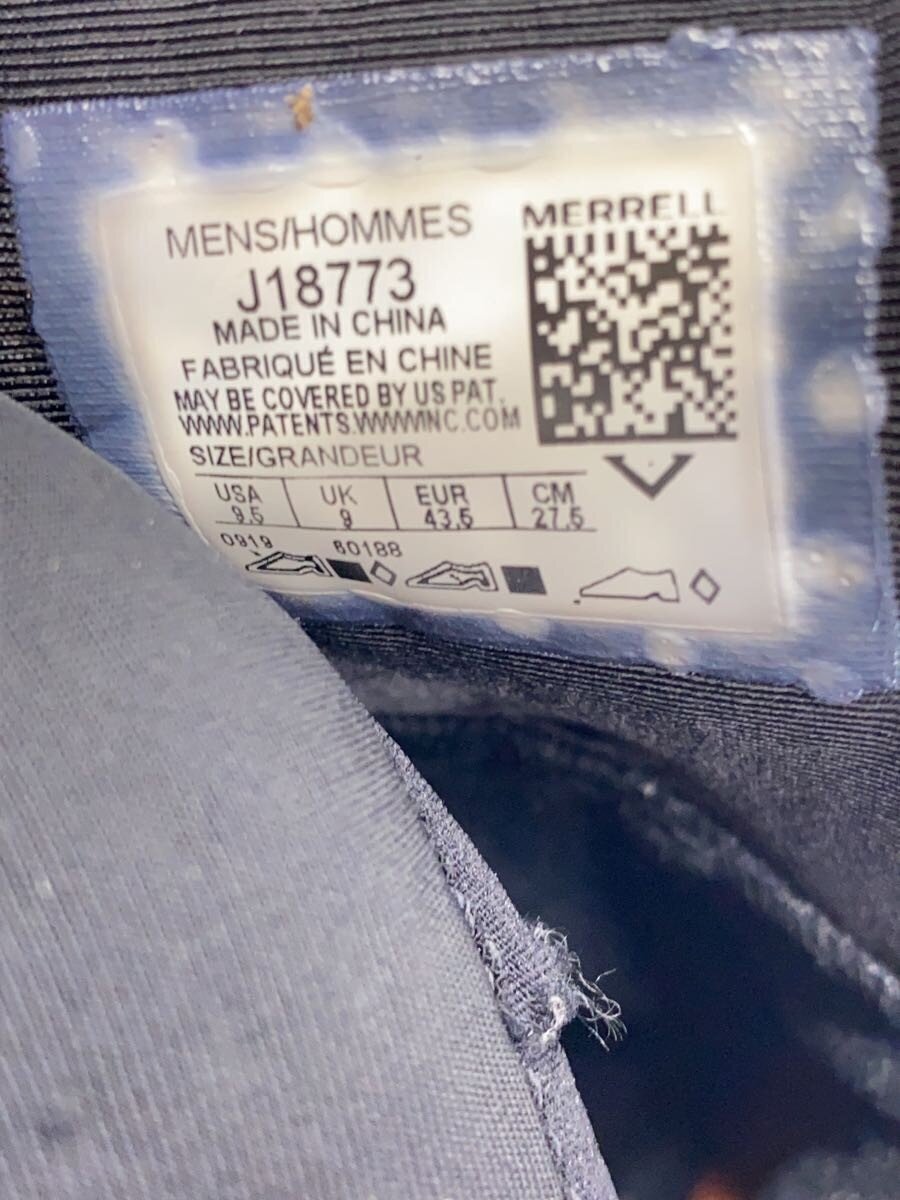 MENS/HOMMES
J18773
MADE IN CHINA
FABRIQUÉ EN CHINE
MAY BE COVERED BY US PAT.
WWW.PATENTS.WWWINC.COM
SIZE/GRANDEUR
USA UK EUR CM
9.5 9 43.5 27.5
0919 60188
MERRELL